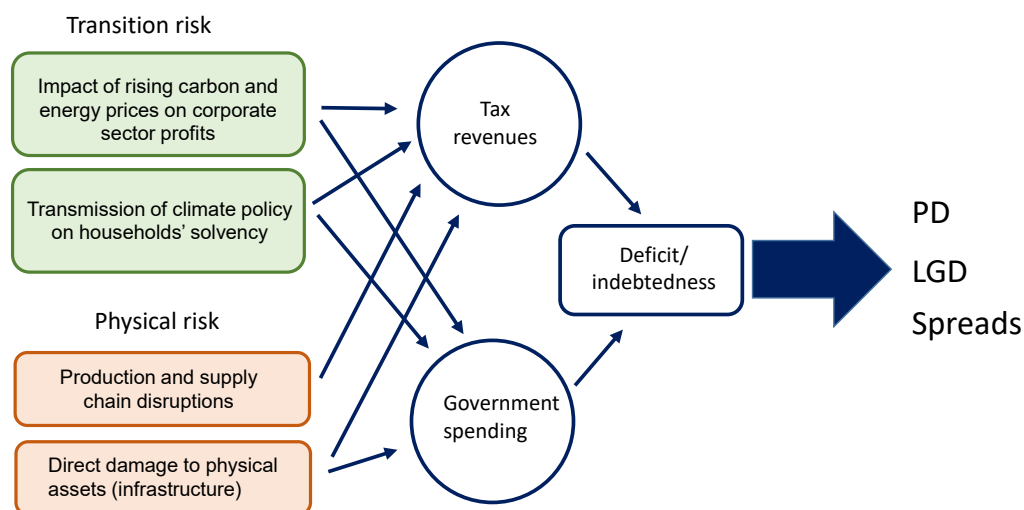 Transition risk
Impact of rising carbon and
energy prices on corporate
sector profits
Transmission of climate policy
on households’ solvency
Physical risk
Production and supply
chain disruptions
Direct damage to physical
assets (infrastructure)
Tax
revenues
Government
spending
Deficit/
indebtedness
PD
LGD
Spreads